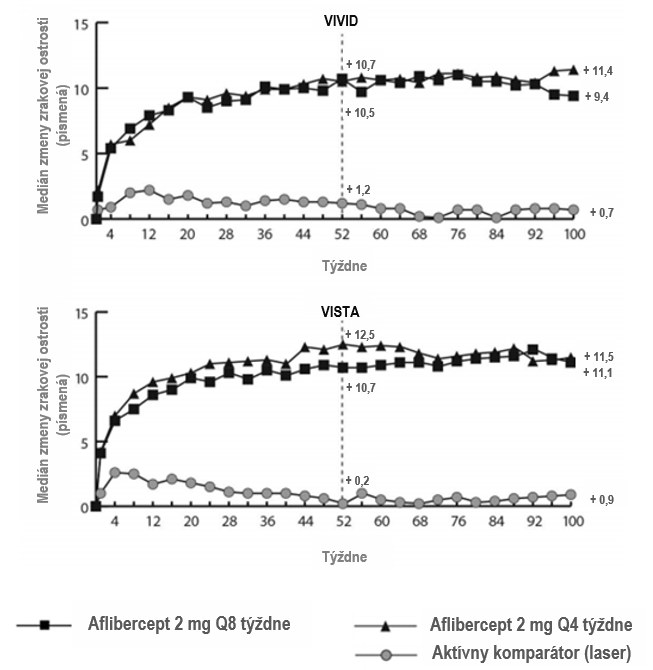 VIVID
Medián zmeny zrakovej ostrosti
(písmená)
15
10
5
0
+ 10,7
+ 10,5
+ 1,2
+ 11,4
+ 9,4
+ 0,7
4 12 20 28 36 44 52 60 68 76 84 92 100
Týždne
VISTA
Medián zmeny zrakovej ostrosti
(písmená)
15
10
5
0
+ 12,5
+ 10,7
+ 0,2
+ 11,5
+ 11,1
+ 0,9
4 12 20 28 36 44 52 60 68 76 84 92 100
Týždne
Aflibercept 2 mg Q8 týždne
Aflibercept 2 mg Q4 týždne
Aktívny komparátor (laser)